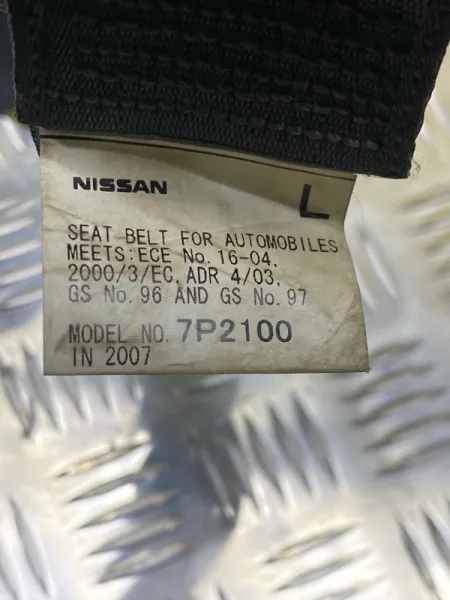 NISSAN L
SEAT BELT FOR AUTOMOBILES
MEETS:ECE No. 16-04,
2000/3/EC, ADR 4/03,
GS No. 96 AND GS No. 97
MODEL NO. 7P2100
IN 2007